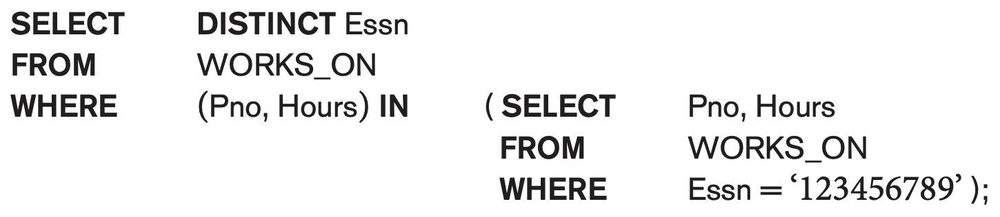 SELECT DISTINCT Essn
FROM WORKS_ON
WHERE (Pno, Hours) IN ( SELECT Pno, Hours
FROM WORKS_ON
WHERE Essn = ‘123456789’ );